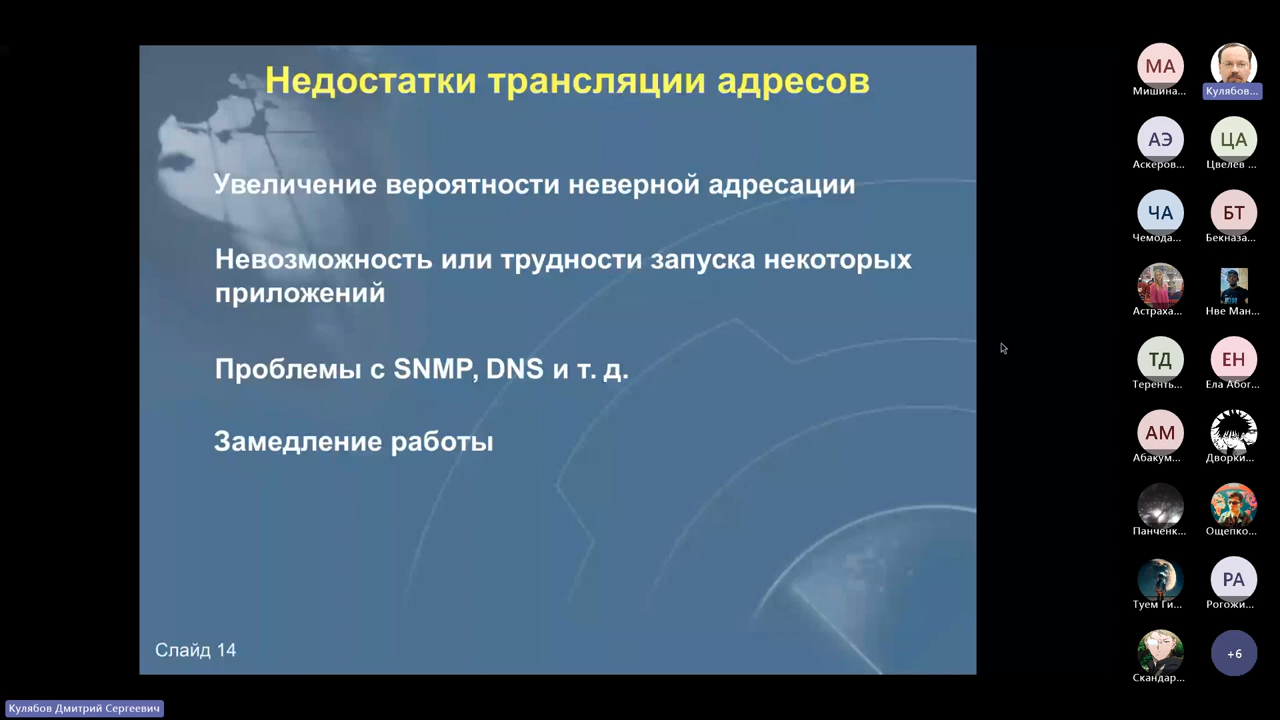 Недостатки трансляции адресов
Увеличение вероятности неверной адресации
Невозможность или трудности запуска некоторых
приложений
Проблемы с SNMP, DNS и т. д.
Замедление работы
Слайд 14
Кулябов Дмитрий Сергеевич
МА
Мишина...
Кулябов...
АЭ
Аскеров...
ЦА
Цвелев ...
ЧА
Чемода...
БТ
Бекназа...
Астраха...
Нве Ман...
ТД
Теренть...
ЕН
Ела Абог...
АМ
Абакум...
Дворки...
Панченк...
Ощепко...
Туем Ги...
РА
Рогожи...
Скандар...
+6